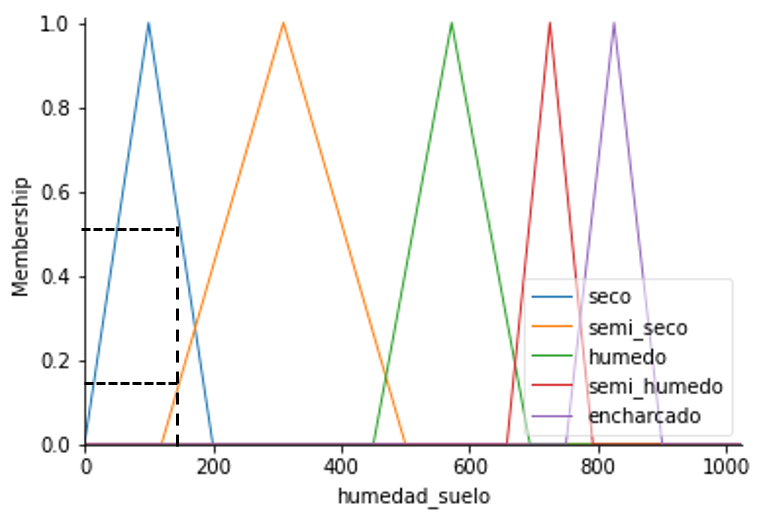 1.0
0.8
0.6
0.4
0.2
0.0
Membership
0 200 400 600 800 1000
humedad_suelo
seco
semi_seco
humedo
semi_humedo
encharcado